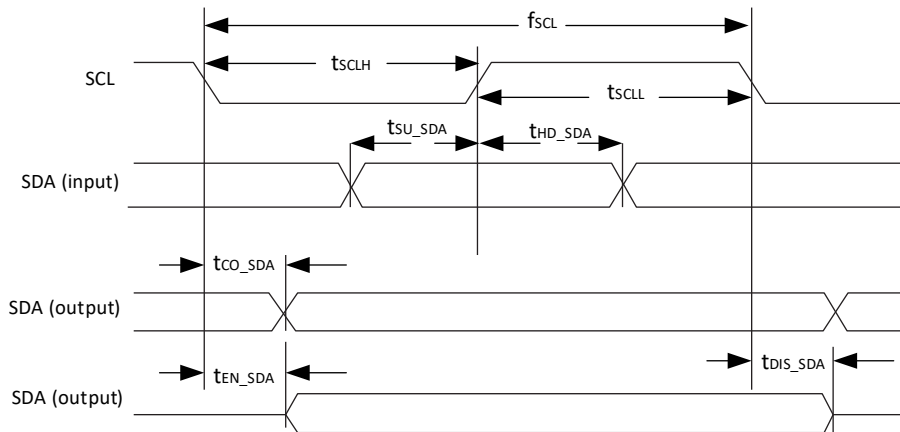 fSCL
SCL
tSCLH
tSCLL
tSU_SDA
tHD_SDA
SDA (input)
tCO_SDA
SDA (output)
tEN_SDA
tDIS_SDA
SDA (output)